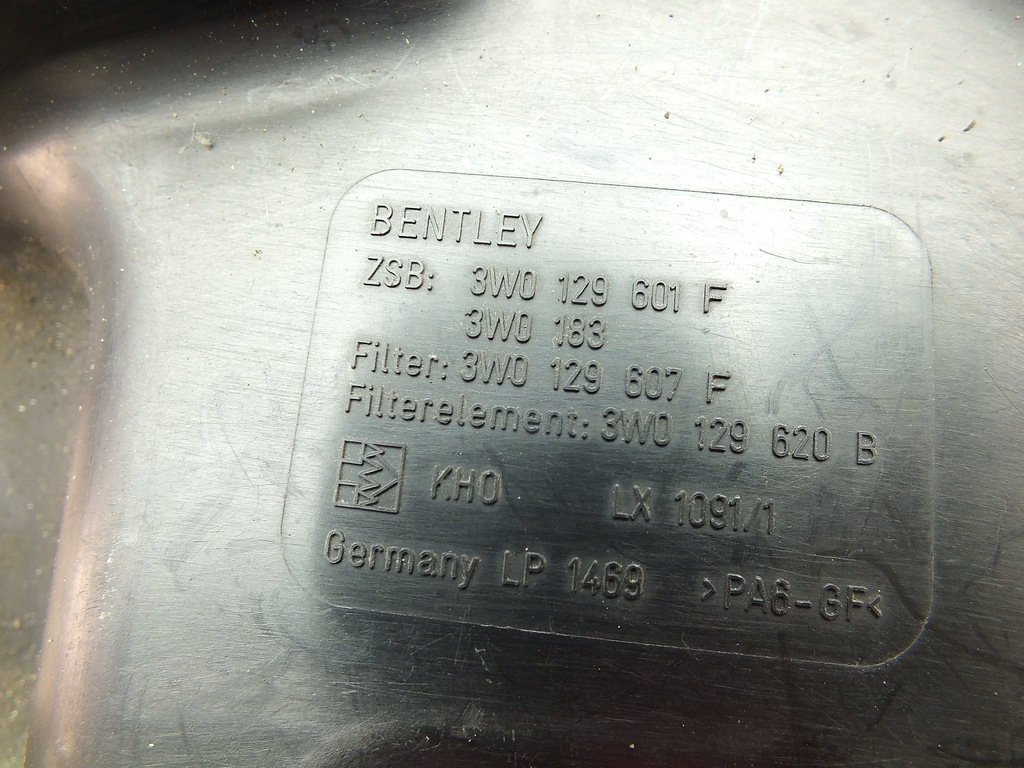 BENTLEY
ZSB: 3W0 129 601 F
3W0 183
Filter: 3W0 129 607 F
Filterelement: 3W0 129 620 B
KHO LX 1091/1
Germany LP 1469 >PA6-GF<